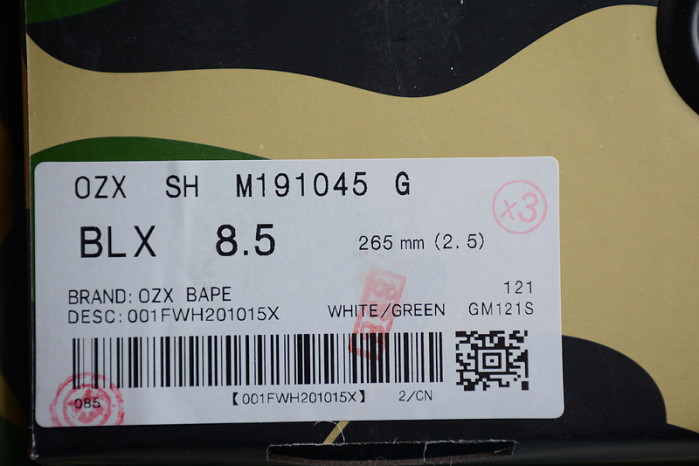 OZX SH M191045 G
x3
BLX 8.5 265 mm (2.5)
BRAND: OZX BAPE 121
DESC: 001FWH201015X WHITE/GREEN GM121S
085 【001FWH201015X】 2/CN